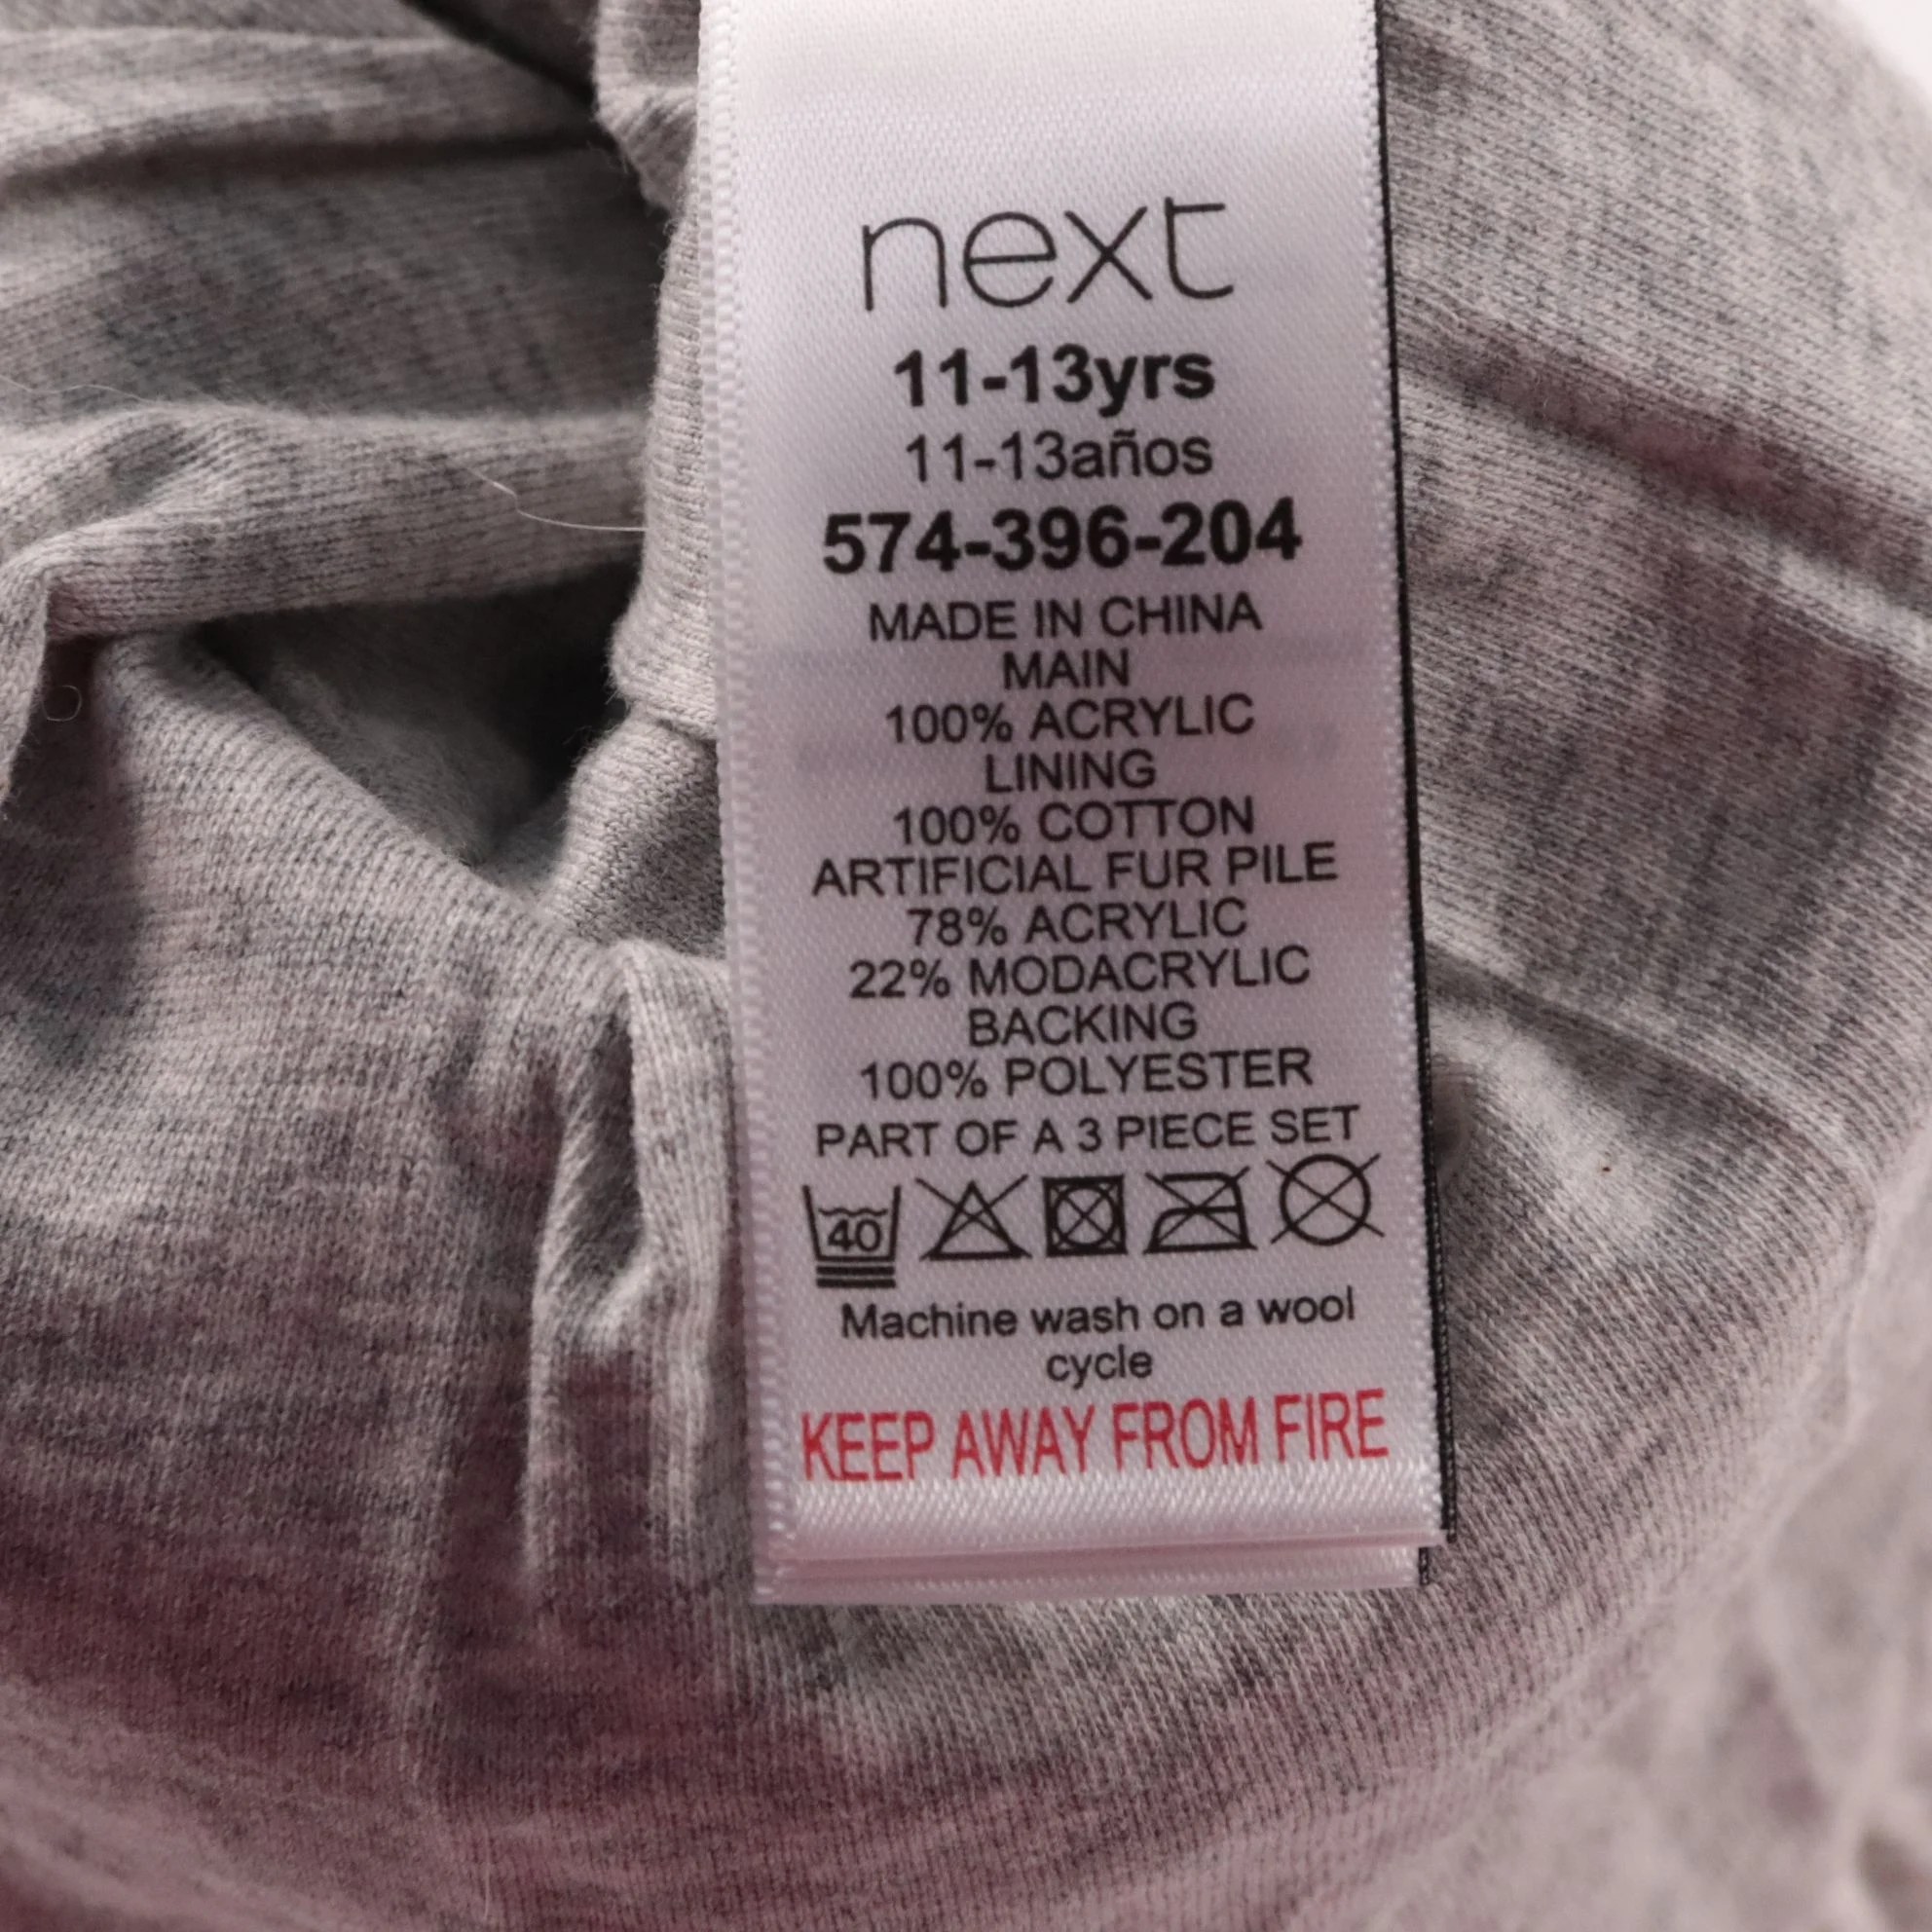 next
11-13yrs
11-13años
574-396-204
MADE IN CHINA
MAIN
100% ACRYLIC
LINING
100% COTTON
ARTIFICIAL FUR PILE
78% ACRYLIC
22% MODACRYLIC
BACKING
100% POLYESTER
PART OF A 3 PIECE SET
40
Machine wash on a wool
cycle
KEEP AWAY FROM FIRE